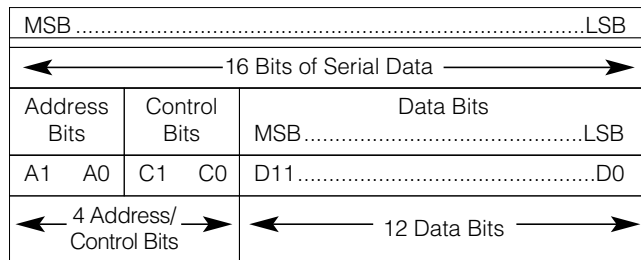 MSB..............................................................................LSB
16 Bits of Serial Data
Address Bits
Control Bits
Data Bits
MSB..........................................LSB
A1 A0 C1 C0 D11.............................................D0
4 Address/
Control Bits
12 Data Bits